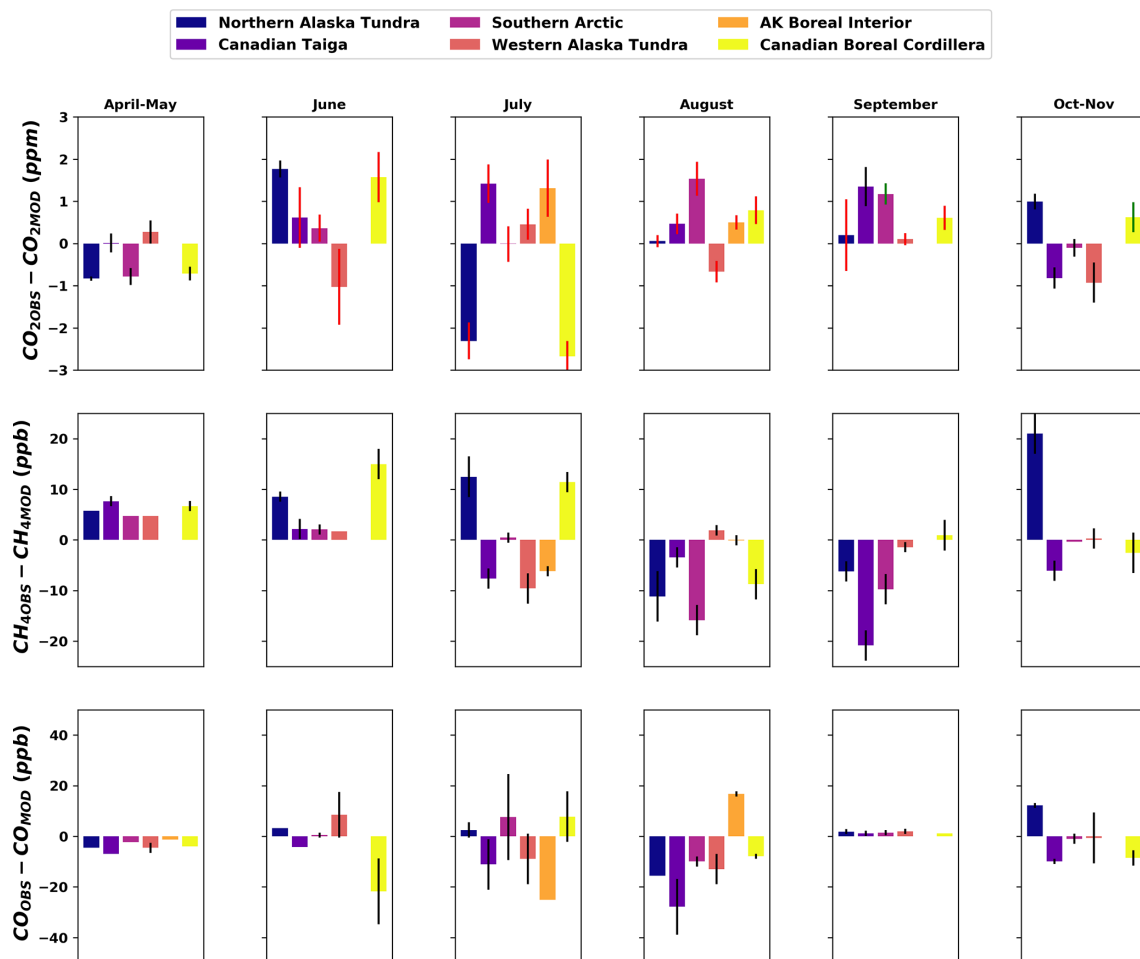 Northern Alaska Tundra Southern Arctic AK Boreal Interior
Canadian Taiga Western Alaska Tundra Canadian Boreal Cordillera
April-May June July August September Oct-Nov
CO2OBS − CO2MOD (ppm)
3
2
1
0
−1
−2
−3
CH4OBS − CH4MOD (ppb)
20
10
0
−10
−20
COOBS − COMOD (ppb)
40
20
0
−20
−40